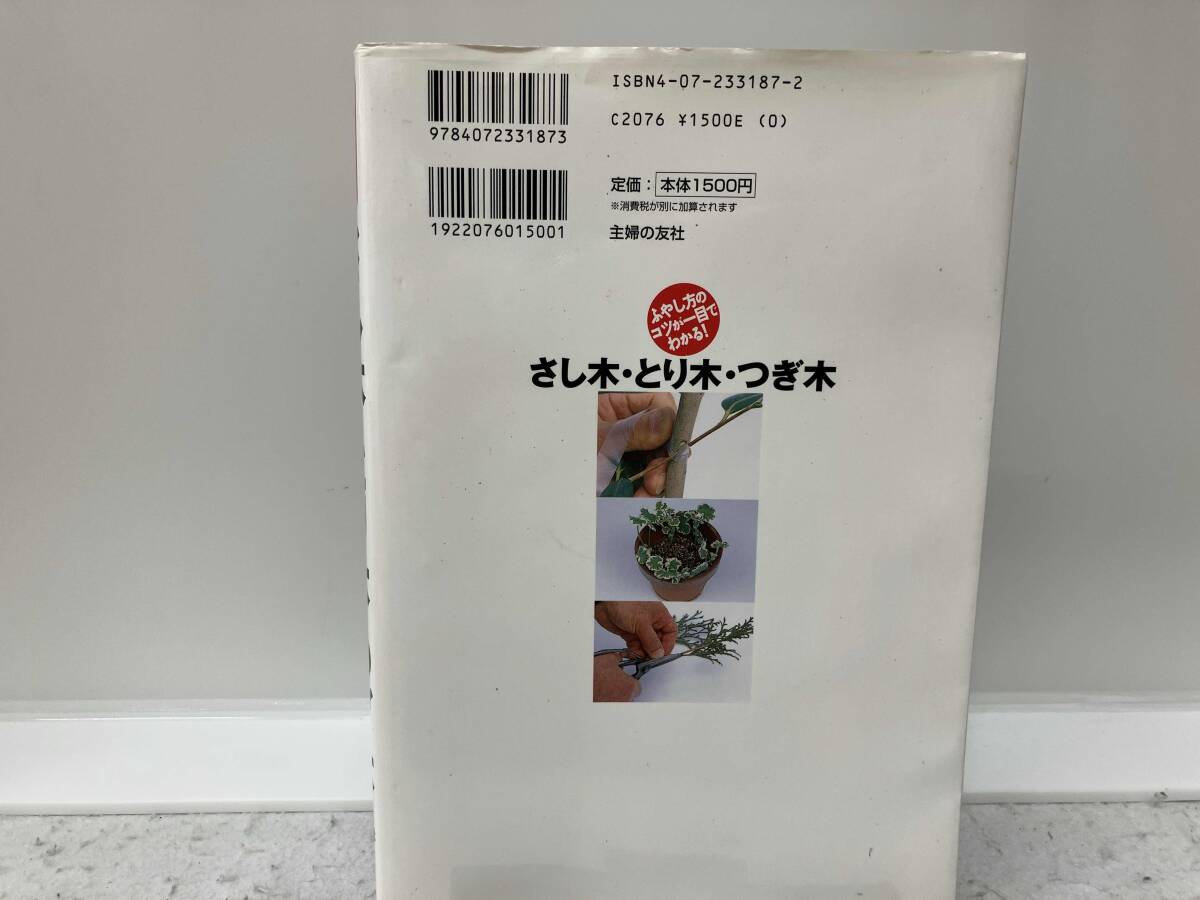 ISBN4-07-233187-2
9784072331873
C2076 ¥1500E (0)
定価：本体1500円
※消費税が別に加算されます
1922076015001
主婦の友社
ふやし方の
コツが一目で
わかる!
さし木・とり木・つぎ木